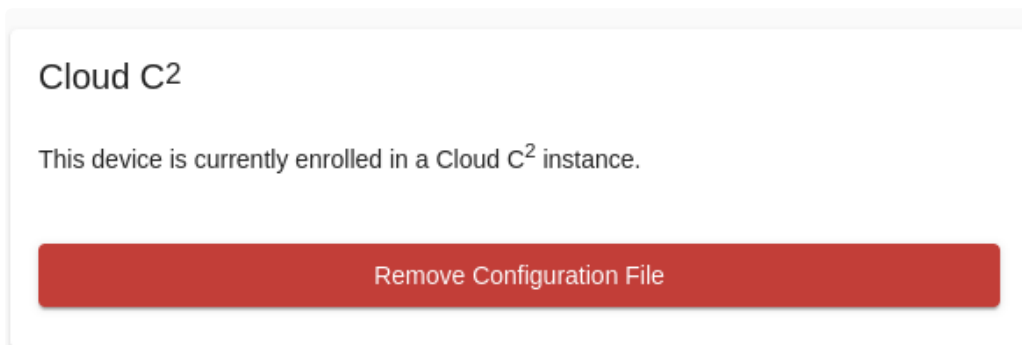 Cloud C2
This device is currently enrolled in a Cloud C2 instance.
Remove Configuration File